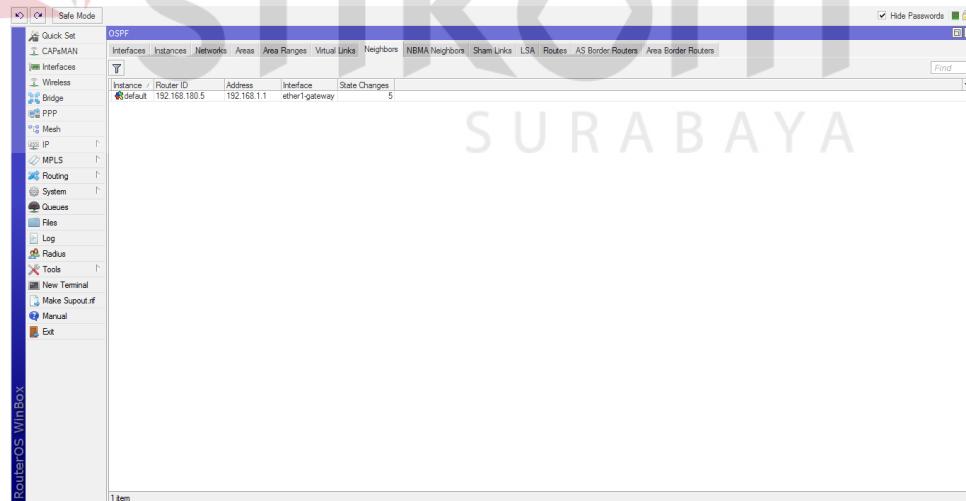 Safe Mode
Hide Passwords
Quick Set
CAPsMAN
Interfaces
Wireless
Bridge
PPP
Mesh
IP
MPLS
Routing
System
Queues
Files
Log
Radius
Tools
New Terminal
Make Supout.rif
Manual
Exit
RouterOS WinBox
OSPF
Interfaces Instances Networks Areas Area Ranges Virtual Links Neighbors NBMA Neighbors Sham Links LSA Routes AS Border Routers Area Border Routers
Find
Instance Router ID Address Interface State Changes
default 192.168.180.5 192.168.1.1 ether1-gateway 5
1 item
SURABAYA